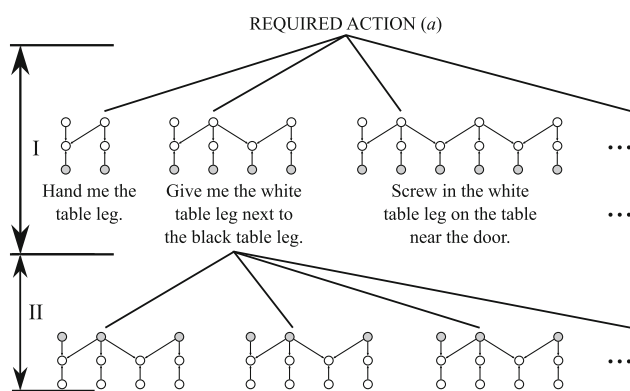 REQUIRED ACTION (a)
I
Hand me the
table leg.
Give me the white
table leg next to
the black table leg.
Screw in the white
table leg on the table
near the door.
...
...
II
...